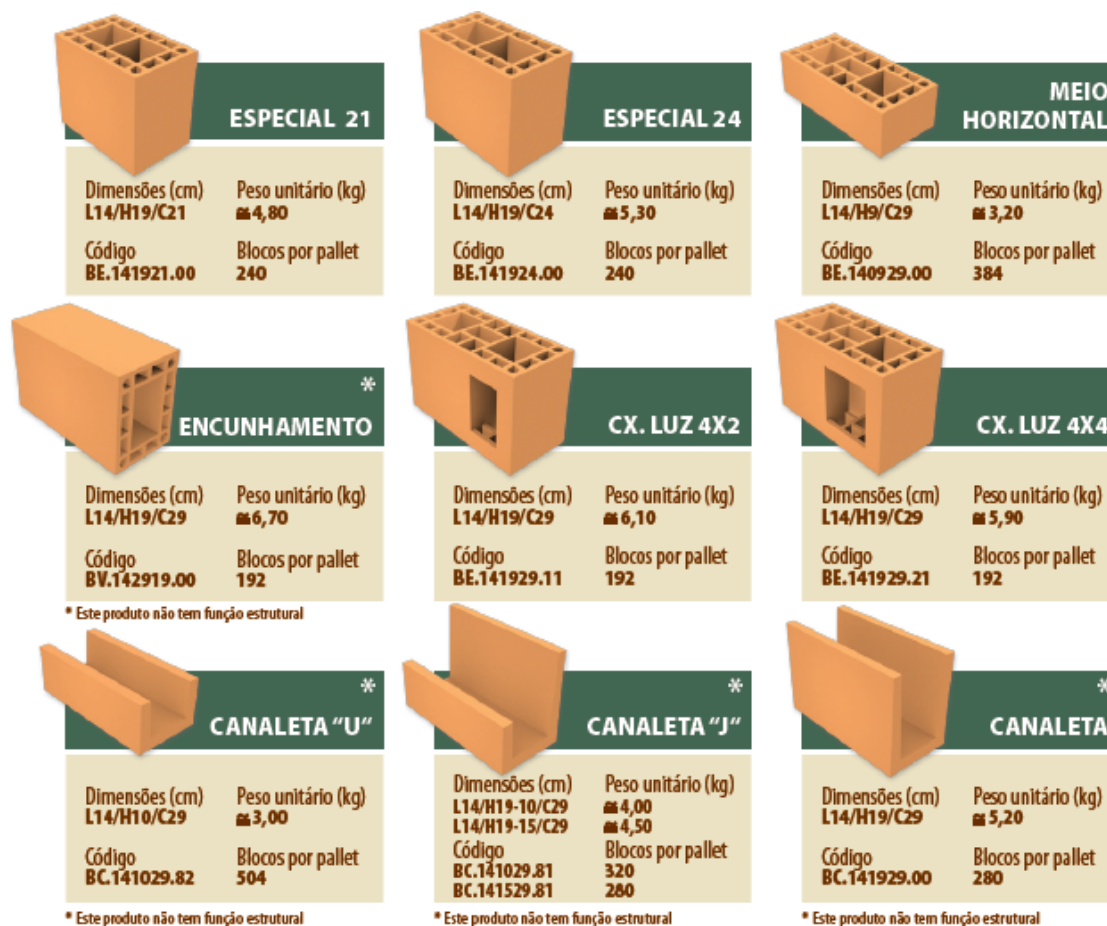 ESPECIAL 21
Dimensões (cm) Peso unitário (kg)
L14/H19/C21 ≅4,80
Código Blocos por pallet
BE.141921.00 240
ESPECIAL 24
Dimensões (cm) Peso unitário (kg)
L14/H19/C24 ≅5,30
Código Blocos por pallet
BE.141924.00 240
MEIO
HORIZONTAL
Dimensões (cm) Peso unitário (kg)
L14/H9/C29 ≅3,20
Código Blocos por pallet
BE.140929.00 384
*
ENCUNHAMENTO
Dimensões (cm) Peso unitário (kg)
L14/H19/C29 ≅6,70
Código Blocos por pallet
BV.142919.00 192
* Este produto não tem função estrutural
CX. LUZ 4X2
Dimensões (cm) Peso unitário (kg)
L14/H19/C29 ≅6,10
Código Blocos por pallet
BE.141929.11 192
CX. LUZ 4X4
Dimensões (cm) Peso unitário (kg)
L14/H19/C29 ≅5,90
Código Blocos por pallet
BE.141929.21 192
*
CANALETA “U”
Dimensões (cm) Peso unitário (kg)
L14/H10/C29 ≅3,00
Código Blocos por pallet
BC.141029.82 504
* Este produto não tem função estrutural
*
CANALETA “J”
Dimensões (cm) Peso unitário (kg)
L14/H19-10/C29 ≅4,00
L14/H19-15/C29 ≅4,50
Código Blocos por pallet
BC.141029.81 320
BC.141529.81 280
* Este produto não tem função estrutural
*
CANALETA
Dimensões (cm) Peso unitário (kg)
L14/H19/C29 ≅5,20
Código Blocos por pallet
BC.141929.00 280
* Este produto não tem função estrutural